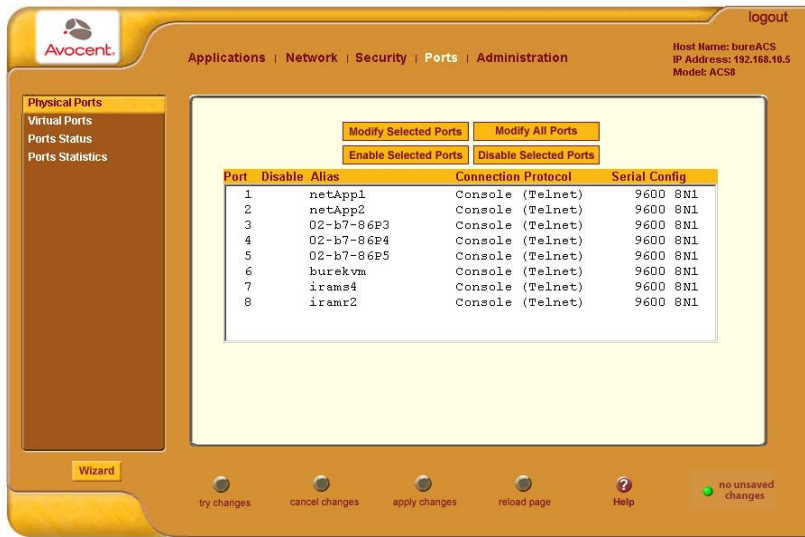 logout
Avocent.
Applications | Network | Security | Ports | Administration
Host Name: bureACS
IP Address: 192.168.10.5
Model: ACS8
Physical Ports
Virtual Ports
Ports Status
Ports Statistics
Modify Selected Ports Modify All Ports
Enable Selected Ports Disable Selected Ports
Port Disable Alias Connection Protocol Serial Config
1 netApp1 Console (Telnet) 9600 8N1
2 netApp2 Console (Telnet) 9600 8N1
3 02-b7-86P3 Console (Telnet) 9600 8N1
4 02-b7-86P4 Console (Telnet) 9600 8N1
5 02-b7-86P5 Console (Telnet) 9600 8N1
6 burekvm Console (Telnet) 9600 8N1
7 irams4 Console (Telnet) 9600 8N1
8 iramr2 Console (Telnet) 9600 8N1
Wizard
try changes
cancel changes
apply changes
reload page
?
Help
no unsaved
changes